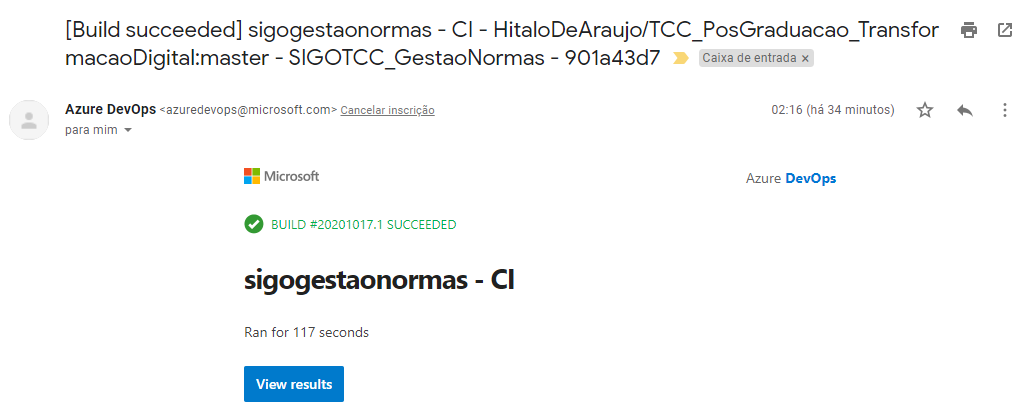 [Build succeeded] sigogestaonormas - CI - HitaloDeAraujo/TCC_PosGraduacao_Transfor
macaoDigital:master - SIGOTCC_GestaoNormas - 901a43d7 Caixa de entrada ×
Azure DevOps <azuredevops@microsoft.com> Cancelar inscrição 02:16 (há 34 minutos)
para mim
Microsoft Azure DevOps
BUILD #20201017.1 SUCCEEDED
sigogestaonormas - CI
Ran for 117 seconds
View results